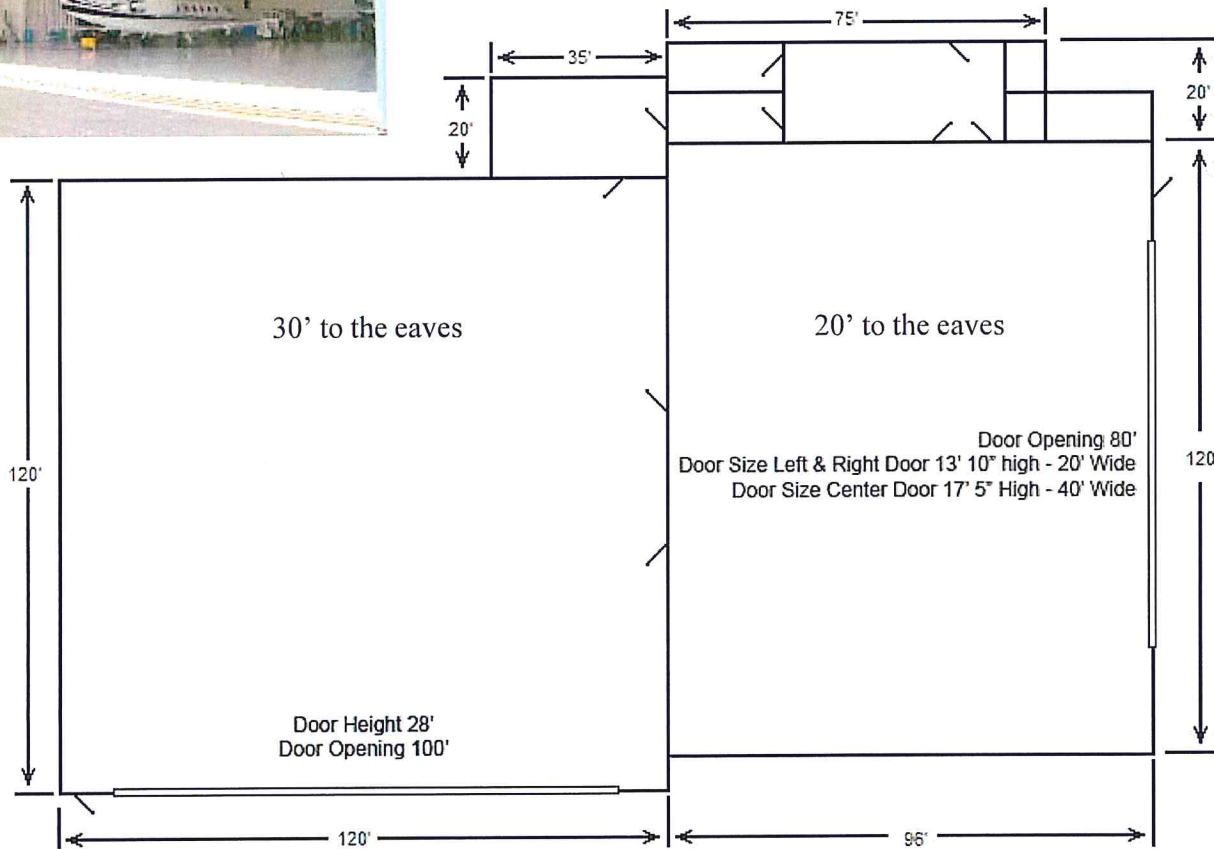 75'
35'
20'
20'
30’ to the eaves
20’ to the eaves
120'
120
Door Opening 80'
Door Size Left & Right Door 13' 10" high - 20' Wide
Door Size Center Door 17' 5" High - 40' Wide
Door Height 28'
Door Opening 100'
120'
96'